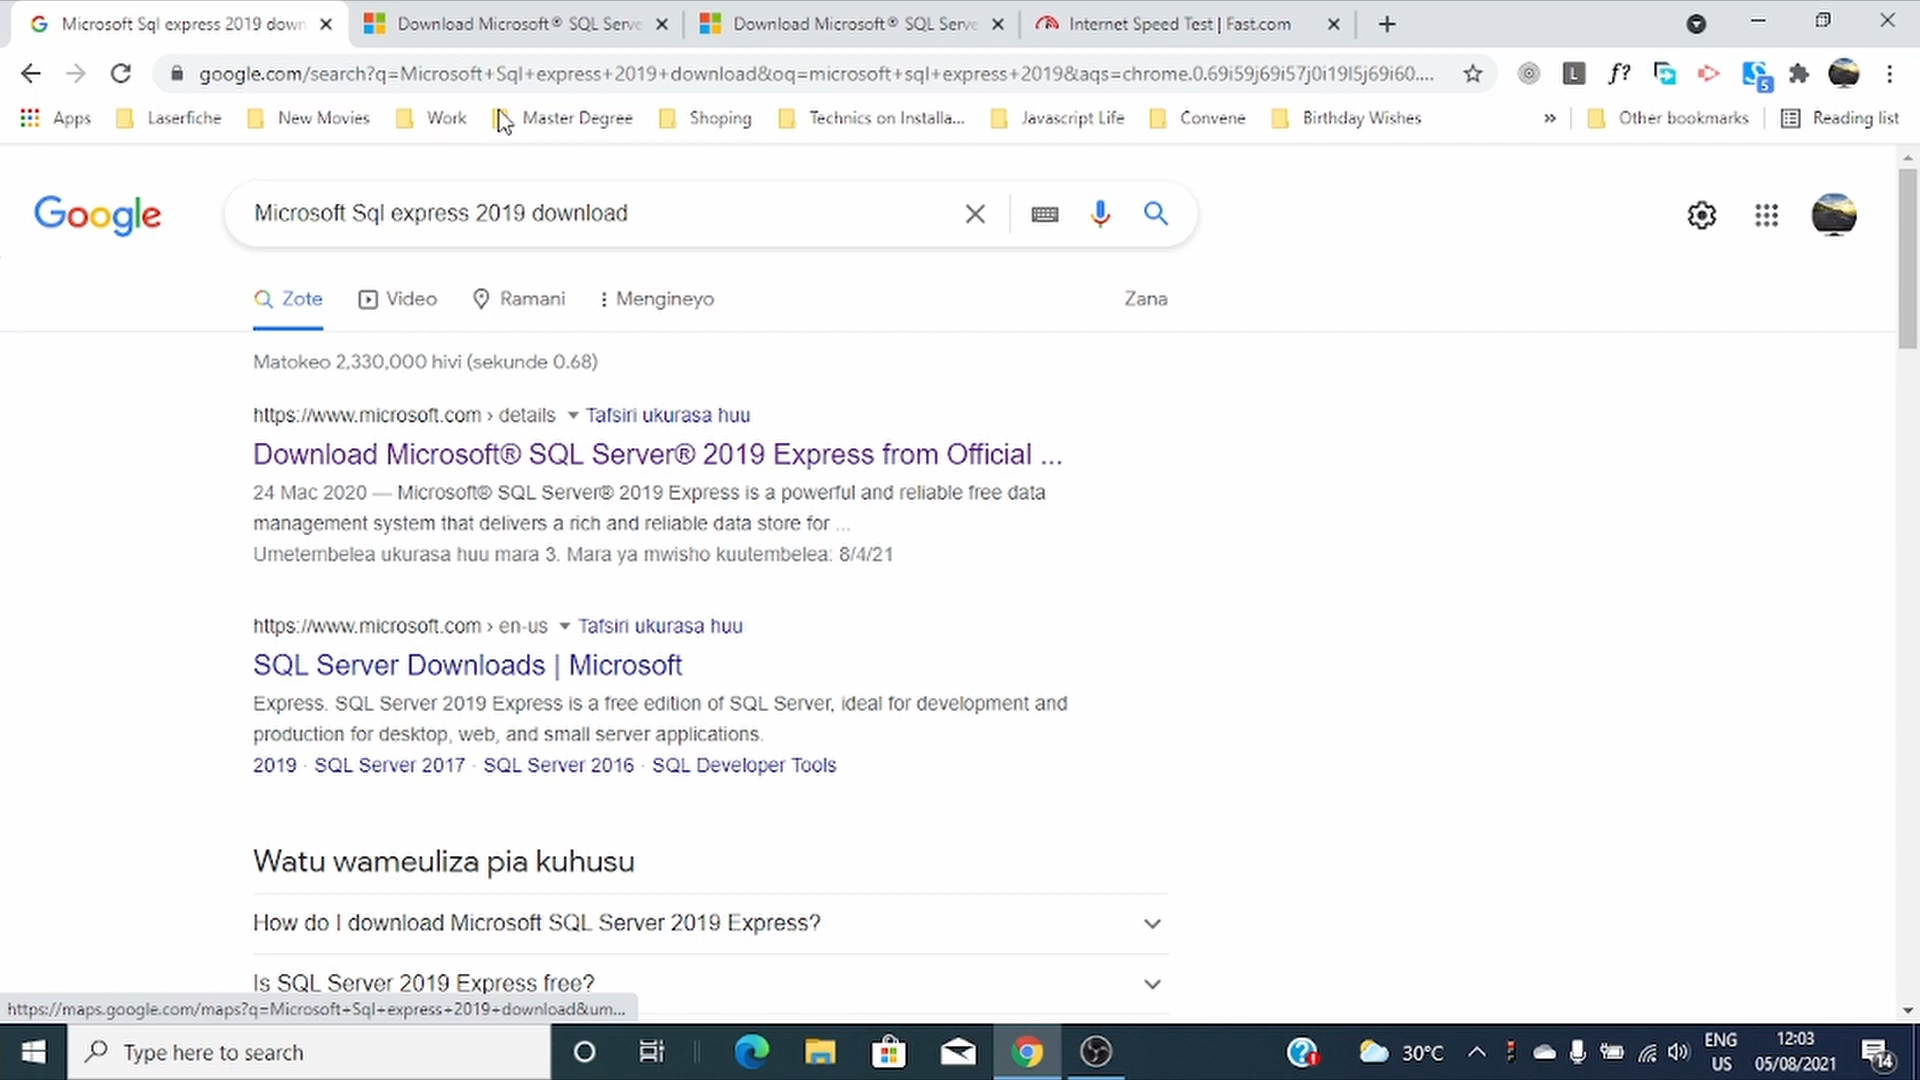 Microsoft Sql express 2019 down
Download Microsoft® SQL Serve
Download Microsoft® SQL Serve
Internet Speed Test | Fast.com
google.com/search?q=Microsoft+Sql+express+2019+download&oq=microsoft+sql+express+2019&aqs=chrome.0.69i59j69i57j0i19l5j69i60....
L
f?
5
Apps
Laserfiche
New Movies
Work
Master Degree
Shoping
Technics on Installa...
Javascript Life
Convene
Birthday Wishes
»
Other bookmarks
Reading list
Google
Microsoft Sql express 2019 download
Zote
Video
Ramani
Mengineyo
Zana
Matokeo 2,330,000 hivi (sekunde 0.68)
https://www.microsoft.com › details Tafsiri ukurasa huu
Download Microsoft® SQL Server® 2019 Express from Official ...
24 Mac 2020 — Microsoft® SQL Server® 2019 Express is a powerful and reliable free data
management system that delivers a rich and reliable data store for ...
Umetembelea ukurasa huu mara 3. Mara ya mwisho kuutembelea: 8/4/21
https://www.microsoft.com › en-us Tafsiri ukurasa huu
SQL Server Downloads | Microsoft
Express. SQL Server 2019 Express is a free edition of SQL Server, ideal for development and
production for desktop, web, and small server applications.
2019 · SQL Server 2017 · SQL Server 2016 · SQL Developer Tools
Watu wameuliza pia kuhusu
How do I download Microsoft SQL Server 2019 Express?
Is SQL Server 2019 Express free?
https://maps.google.com/maps?q=Microsoft+Sql+express+2019+download&um...
Type here to search
30°C
ENG
US
12:03
05/08/2021
14